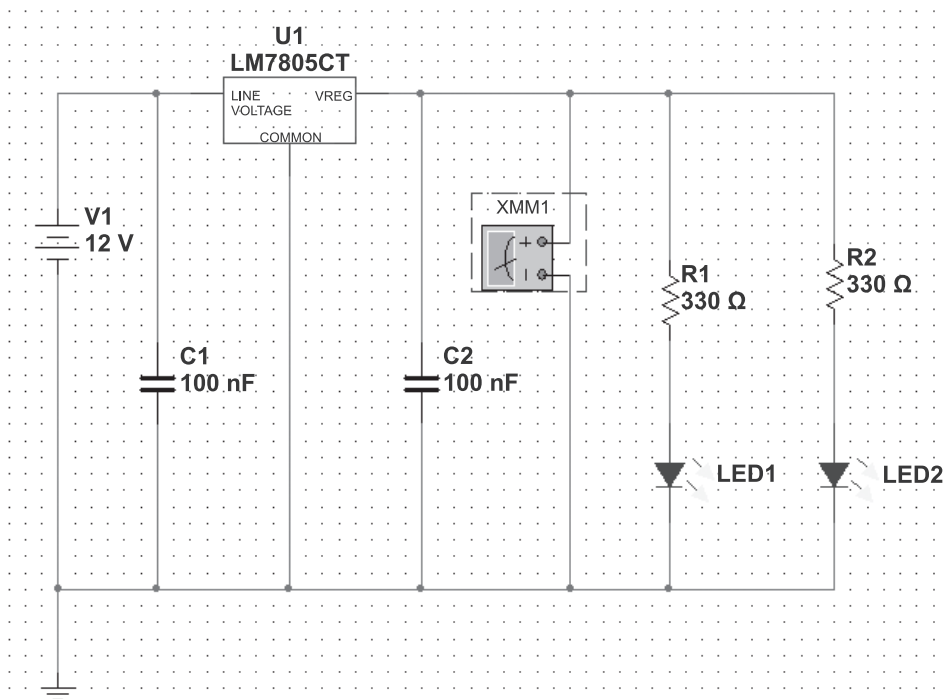 U1
LM7805CT
LINE
VOLTAGE
VREG
COMMON
V1
12 V
XMM1
R1
330 Ω
R2
330 Ω
C1
100 nF
C2
100 nF
LED1
LED2